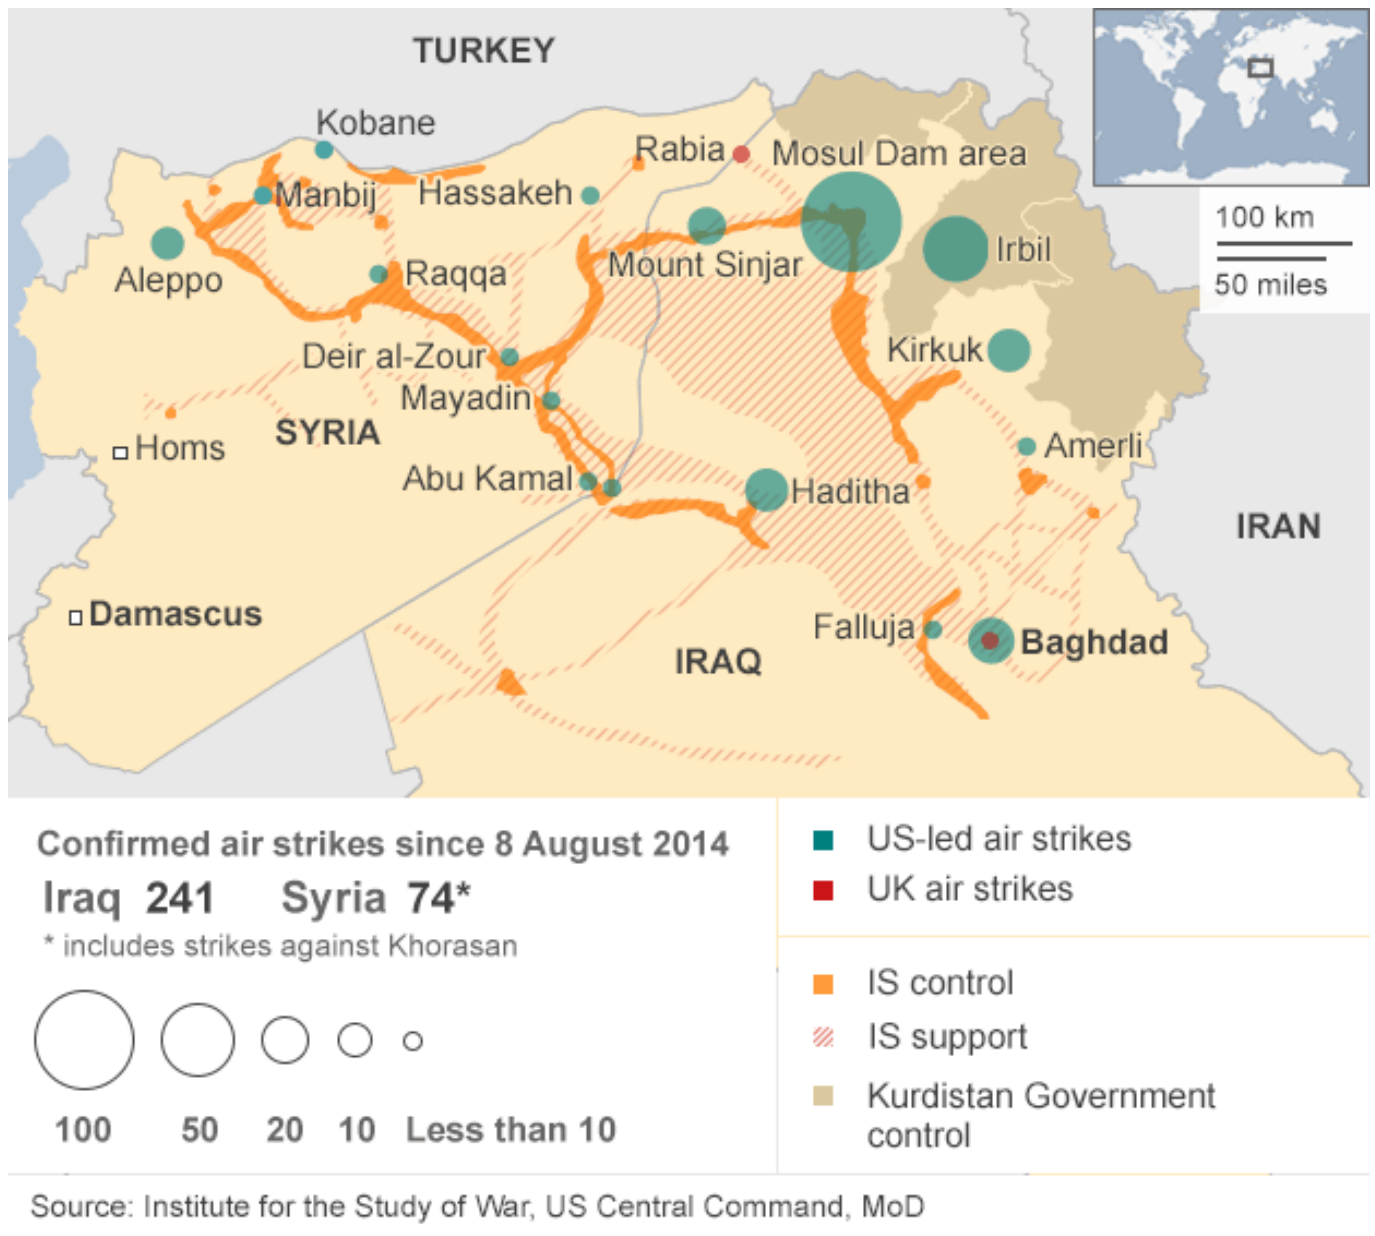 TURKEY
Kobane
Rabia
Mosul Dam area
Manbij
Hassakeh
100 km
50 miles
Aleppo
Raqqa
Mount Sinjar
Irbil
Deir al-Zour
Kirkuk
Mayadin
SYRIA
Homs
Amerli
Abu Kamal
Haditha
IRAN
Damascus
Falluja
Baghdad
IRAQ
Confirmed air strikes since 8 August 2014
Iraq 241 Syria 74*
* includes strikes against Khorasan
100 50 20 10 Less than 10
US-led air strikes
UK air strikes
IS control
IS support
Kurdistan Government
control
Source: Institute for the Study of War, US Central Command, MoD